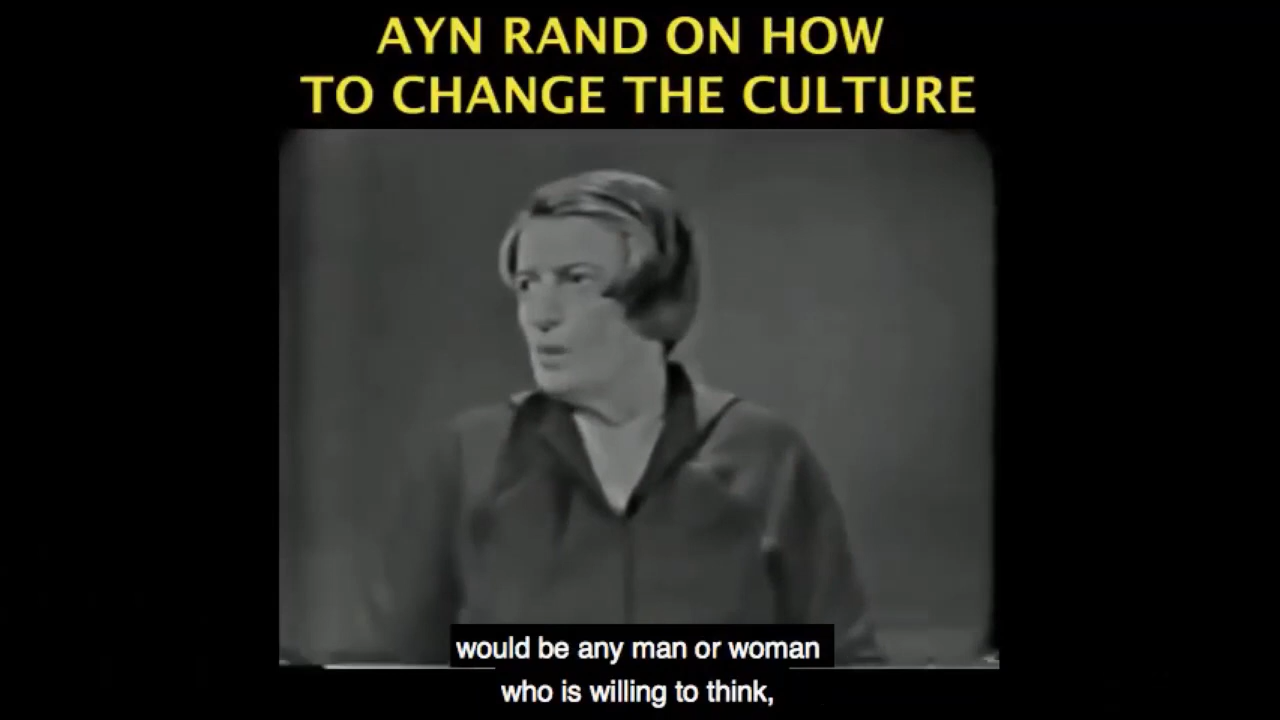 AYN RAND ON HOW
TO CHANGE THE CULTURE
would be any man or woman
who is willing to think,